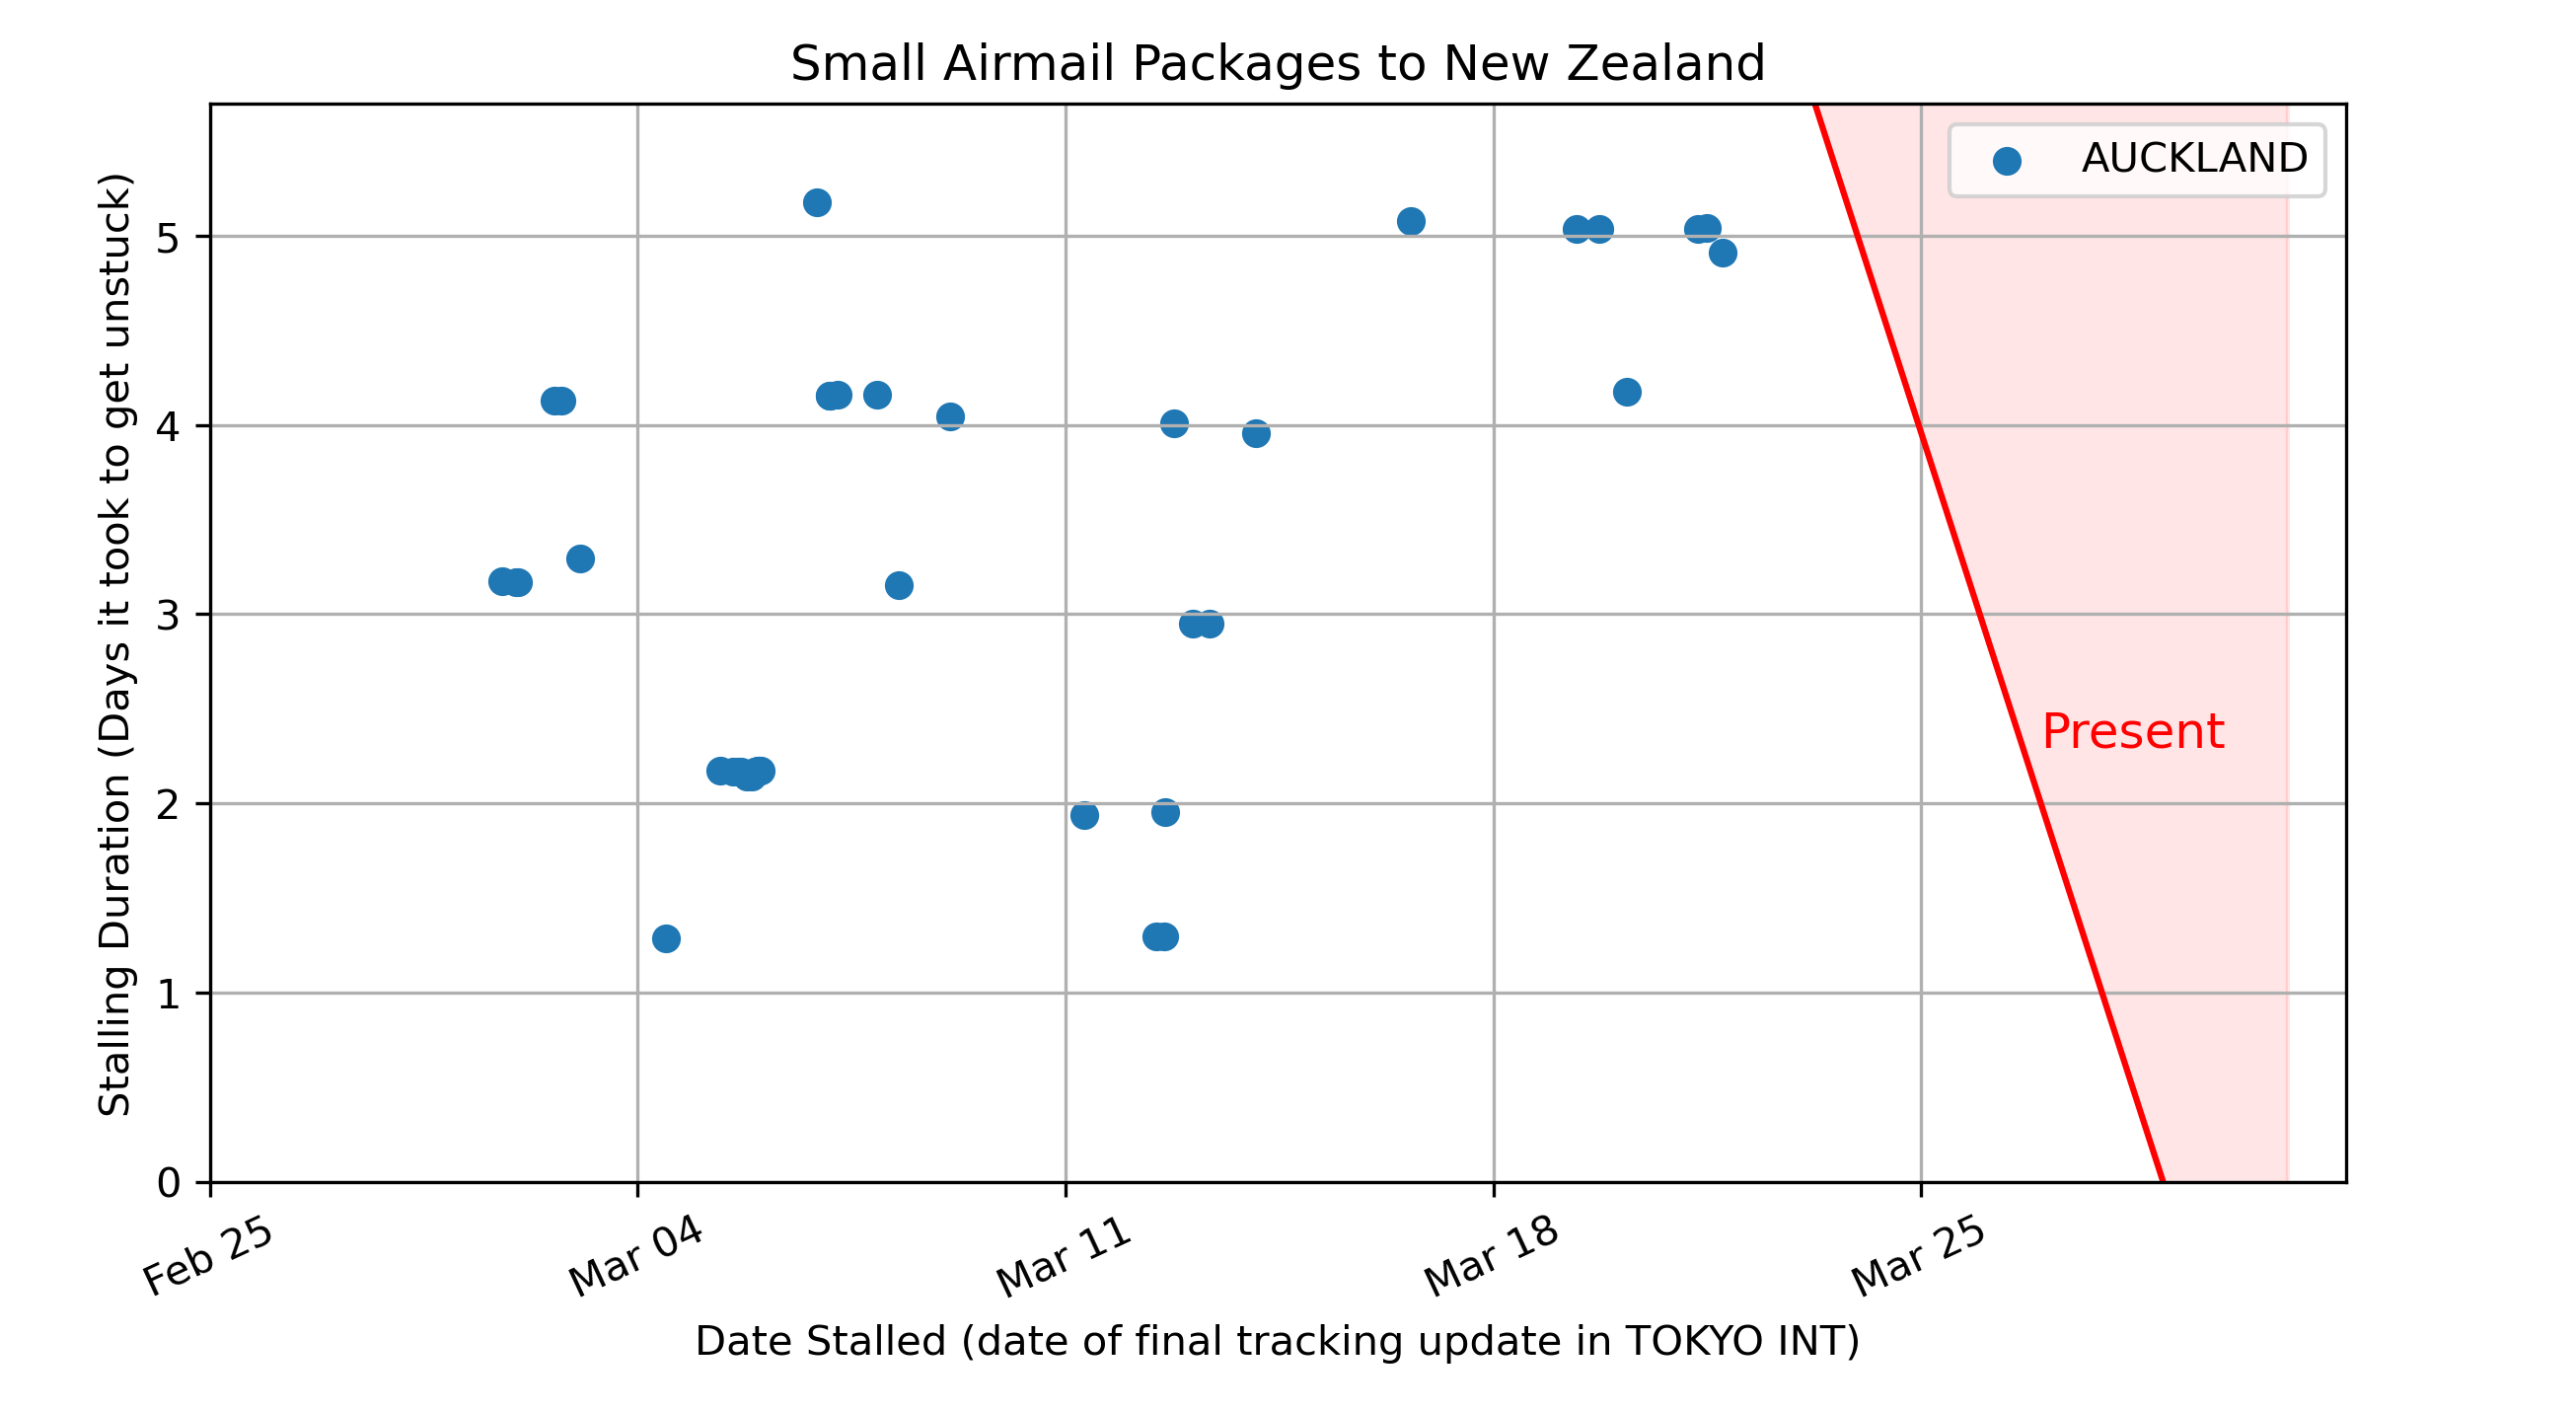 Small Airmail Packages to New Zealand
AUCKLAND
Stalling Duration (Days it took to get unstuck)
5
4
3
2
1
0
Present
Feb 25
Mar 04
Mar 11
Mar 18
Mar 25
Date Stalled (date of final tracking update in TOKYO INT)